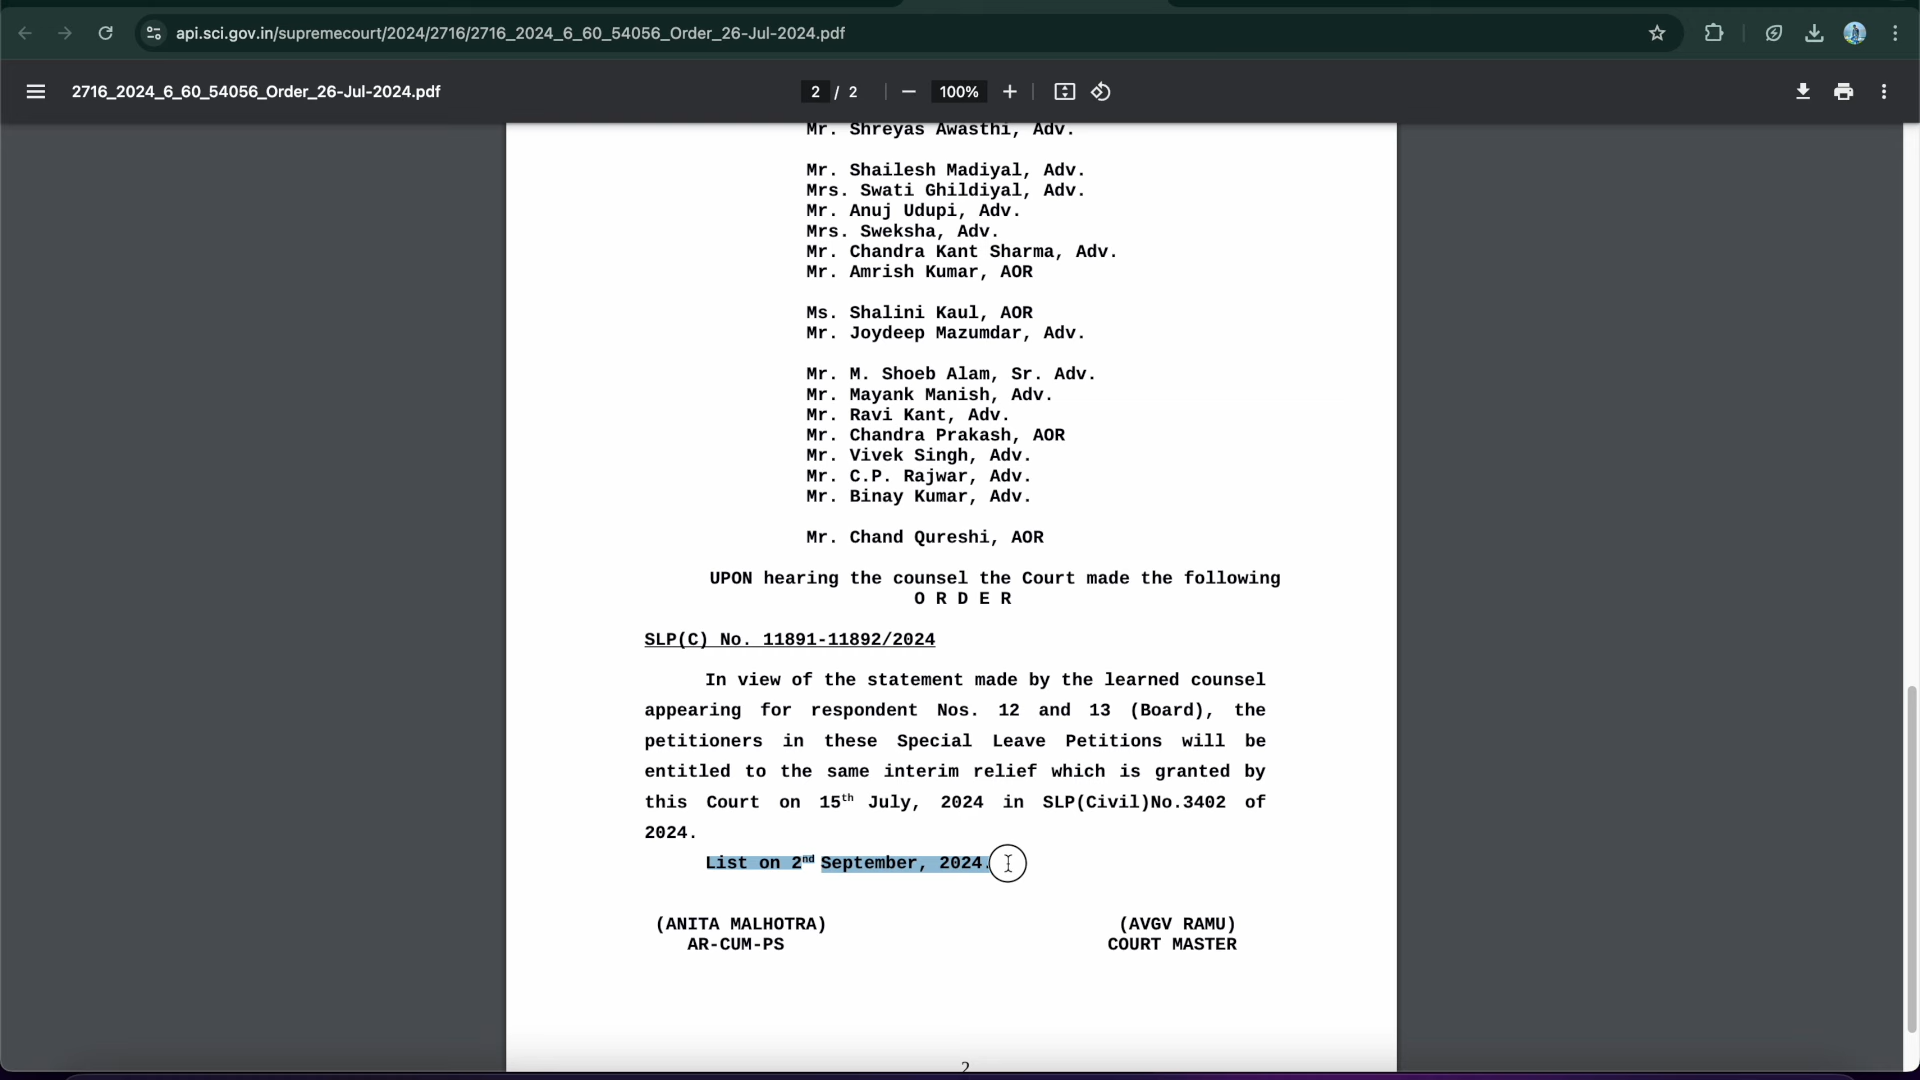 api.sci.gov.in/supremecourt/2024/2716/2716_2024_6_60_54056_Order_26-Jul-2024.pdf
2716_2024_6_60_54056_Order_26-Jul-2024.pdf
2 / 2
100%
Mr. Shreyas Awasthi, Adv.
Mr. Shailesh Madiyal, Adv.
Mrs. Swati Ghildiyal, Adv.
Mr. Anuj Udupi, Adv.
Mrs. Sweksha, Adv.
Mr. Chandra Kant Sharma, Adv.
Mr. Amrish Kumar, AOR
Ms. Shalini Kaul, AOR
Mr. Joydeep Mazumdar, Adv.
Mr. M. Shoeb Alam, Sr. Adv.
Mr. Mayank Manish, Adv.
Mr. Ravi Kant, Adv.
Mr. Chandra Prakash, AOR
Mr. Vivek Singh, Adv.
Mr. C.P. Rajwar, Adv.
Mr. Binay Kumar, Adv.
Mr. Chand Qureshi, AOR
UPON hearing the counsel the Court made the following
O R D E R
SLP(C) No. 11891-11892/2024
In view of the statement made by the learned counsel
appearing for respondent Nos. 12 and 13 (Board), the
petitioners in these Special Leave Petitions will be
entitled to the same interim relief which is granted by
this Court on 15th July, 2024 in SLP(Civil)No.3402 of
2024.
List on 2nd September, 2024.
(ANITA MALHOTRA) (AVGV RAMU)
AR-CUM-PS COURT MASTER
2